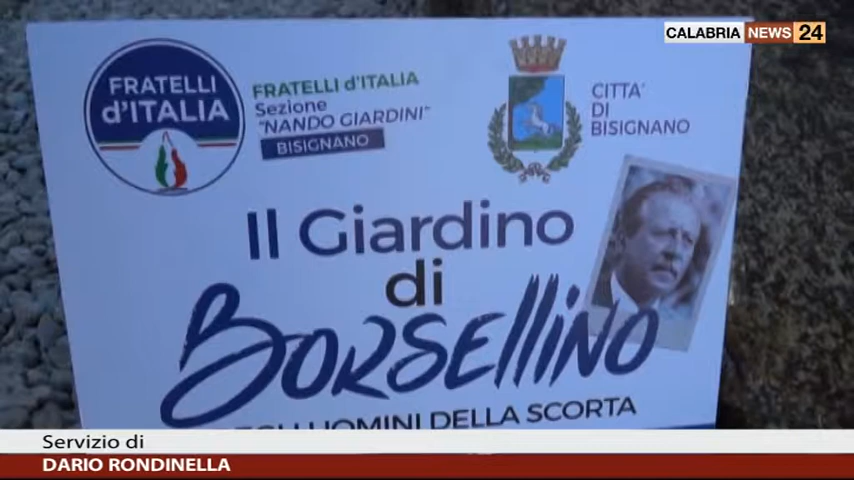 CALABRIA NEWS 24
FRATELLI
d'ITALIA
FRATELLI d'ITALIA
Sezione
"NANDO GIARDINI"
BISIGNANO
CITTA'
DI
BISIGNANO
Il Giardino
di
BORSELLINO
UOMINI DELLA SCORTA
Servizio di
DARIO RONDINELLA